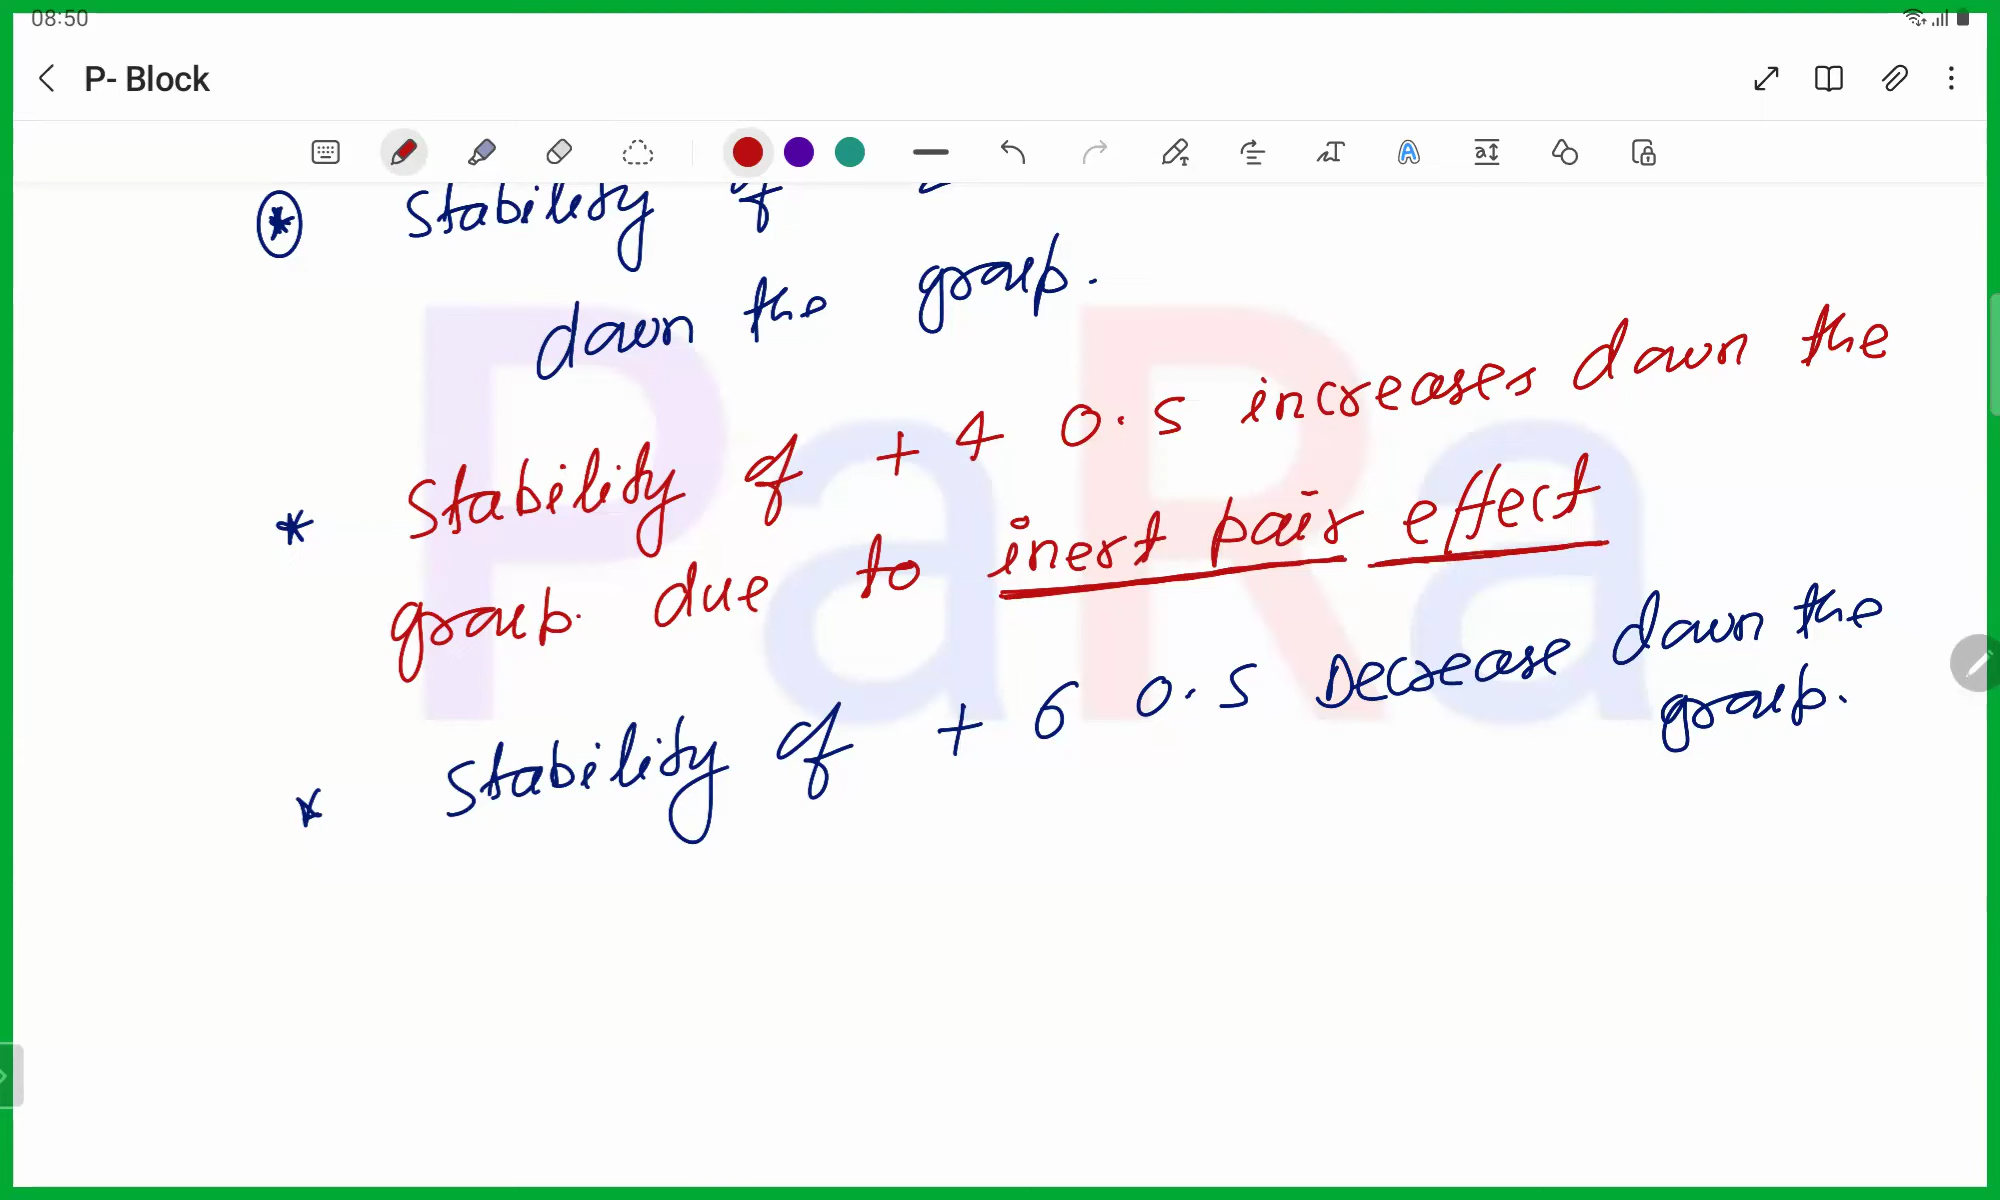 08:50
P- Block
Stability of
down the group.
* Stability of +4 O.S increases down the
group. due to inert pair effect
* Stability of +6 O.S Decrease down the
group.
PaRa